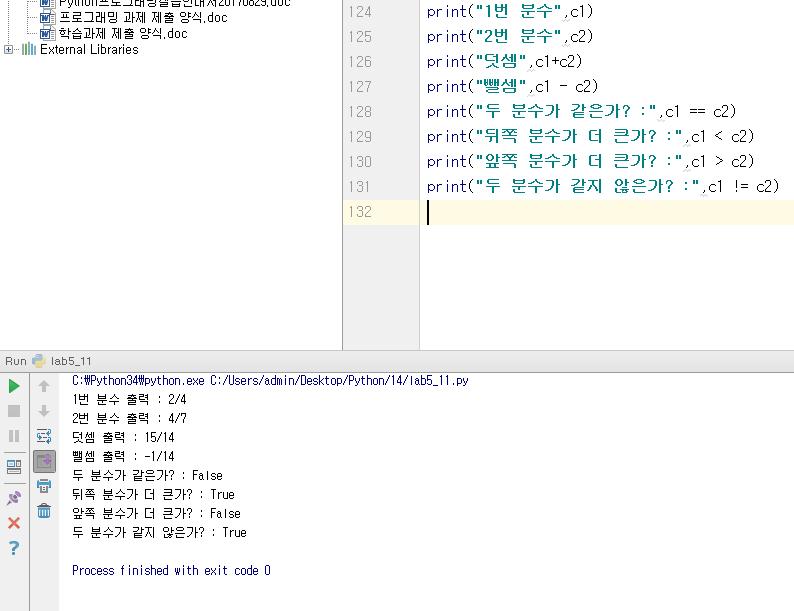 Python프로그래밍실습안내서20170829.doc
프로그래밍 과제 제출 양식.doc
학습과제 제출 양식.doc
External Libraries
124 print("1번 분수",c1)
125 print("2번 분수",c2)
126 print("덧셈",c1+c2)
127 print("뺄셈",c1 - c2)
128 print("두 분수가 같은가? :",c1 == c2)
129 print("뒤쪽 분수가 더 큰가? :",c1 < c2)
130 print("앞쪽 분수가 더 큰가? :",c1 > c2)
131 print("두 분수가 같지 않은가? :",c1 != c2)
132
Run lab5_11
C:\Python34\python.exe C:/Users/admin/Desktop/Python/14/lab5_11.py
1번 분수 출력 : 2/4
2번 분수 출력 : 4/7
덧셈 출력 : 15/14
뺄셈 출력 : -1/14
두 분수가 같은가? : False
뒤쪽 분수가 더 큰가? : True
앞쪽 분수가 더 큰가? : False
두 분수가 같지 않은가? : True
Process finished with exit code 0